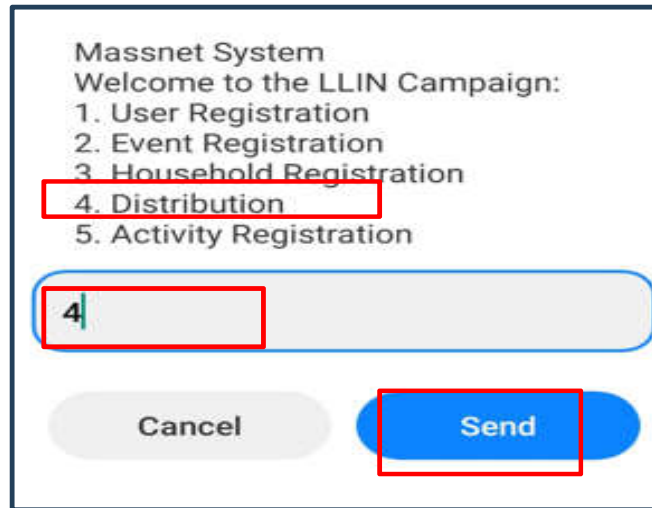 Massnet System
Welcome to the LLIN Campaign:
1. User Registration
2. Event Registration
3. Household Registration
4. Distribution
5. Activity Registration
4
Cancel
Send